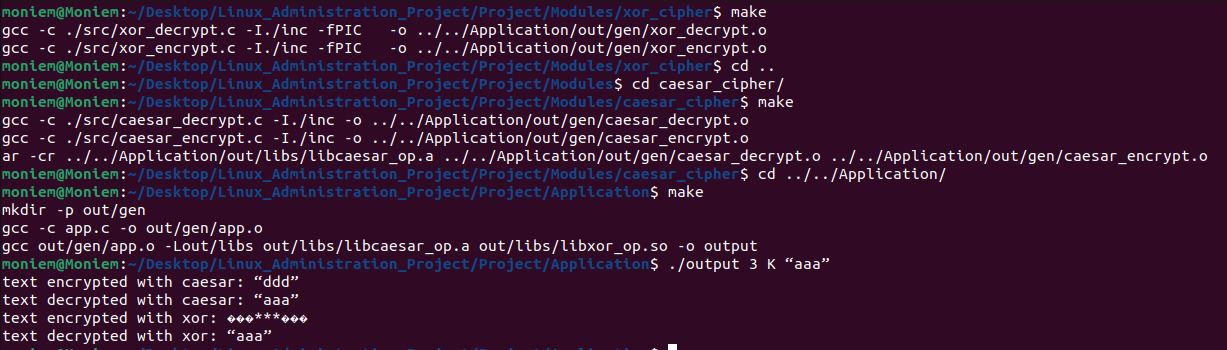 moniem@Moniem:~/Desktop/Linux_Administration_Project/Project/Modules/xor_cipher$ make
gcc -c ./src/xor_decrypt.c -I./inc -fPIC   -o ../../Application/out/gen/xor_decrypt.o
gcc -c ./src/xor_encrypt.c -I./inc -fPIC   -o ../../Application/out/gen/xor_encrypt.o
moniem@Moniem:~/Desktop/Linux_Administration_Project/Project/Modules/xor_cipher$ cd ..
moniem@Moniem:~/Desktop/Linux_Administration_Project/Project/Modules$ cd caesar_cipher/
moniem@Moniem:~/Desktop/Linux_Administration_Project/Project/Modules/caesar_cipher$ make
gcc -c ./src/caesar_decrypt.c -I./inc -o ../../Application/out/gen/caesar_decrypt.o
gcc -c ./src/caesar_encrypt.c -I./inc -o ../../Application/out/gen/caesar_encrypt.o
ar -cr ../../Application/out/libs/libcaesar_op.a ../../Application/out/gen/caesar_decrypt.o ../../Application/out/gen/caesar_encrypt.o
moniem@Moniem:~/Desktop/Linux_Administration_Project/Project/Modules/caesar_cipher$ cd ../../Application/
moniem@Moniem:~/Desktop/Linux_Administration_Project/Project/Application$ make
mkdir -p out/gen
gcc -c app.c -o out/gen/app.o
gcc out/gen/app.o -Lout/libs out/libs/libcaesar_op.a out/libs/libxor_op.so -o output
moniem@Moniem:~/Desktop/Linux_Administration_Project/Project/Application$ ./output 3 K “aaa”
text encrypted with caesar: “ddd”
text decrypted with caesar: “aaa”
text encrypted with xor: ���***���
text decrypted with xor: “aaa”